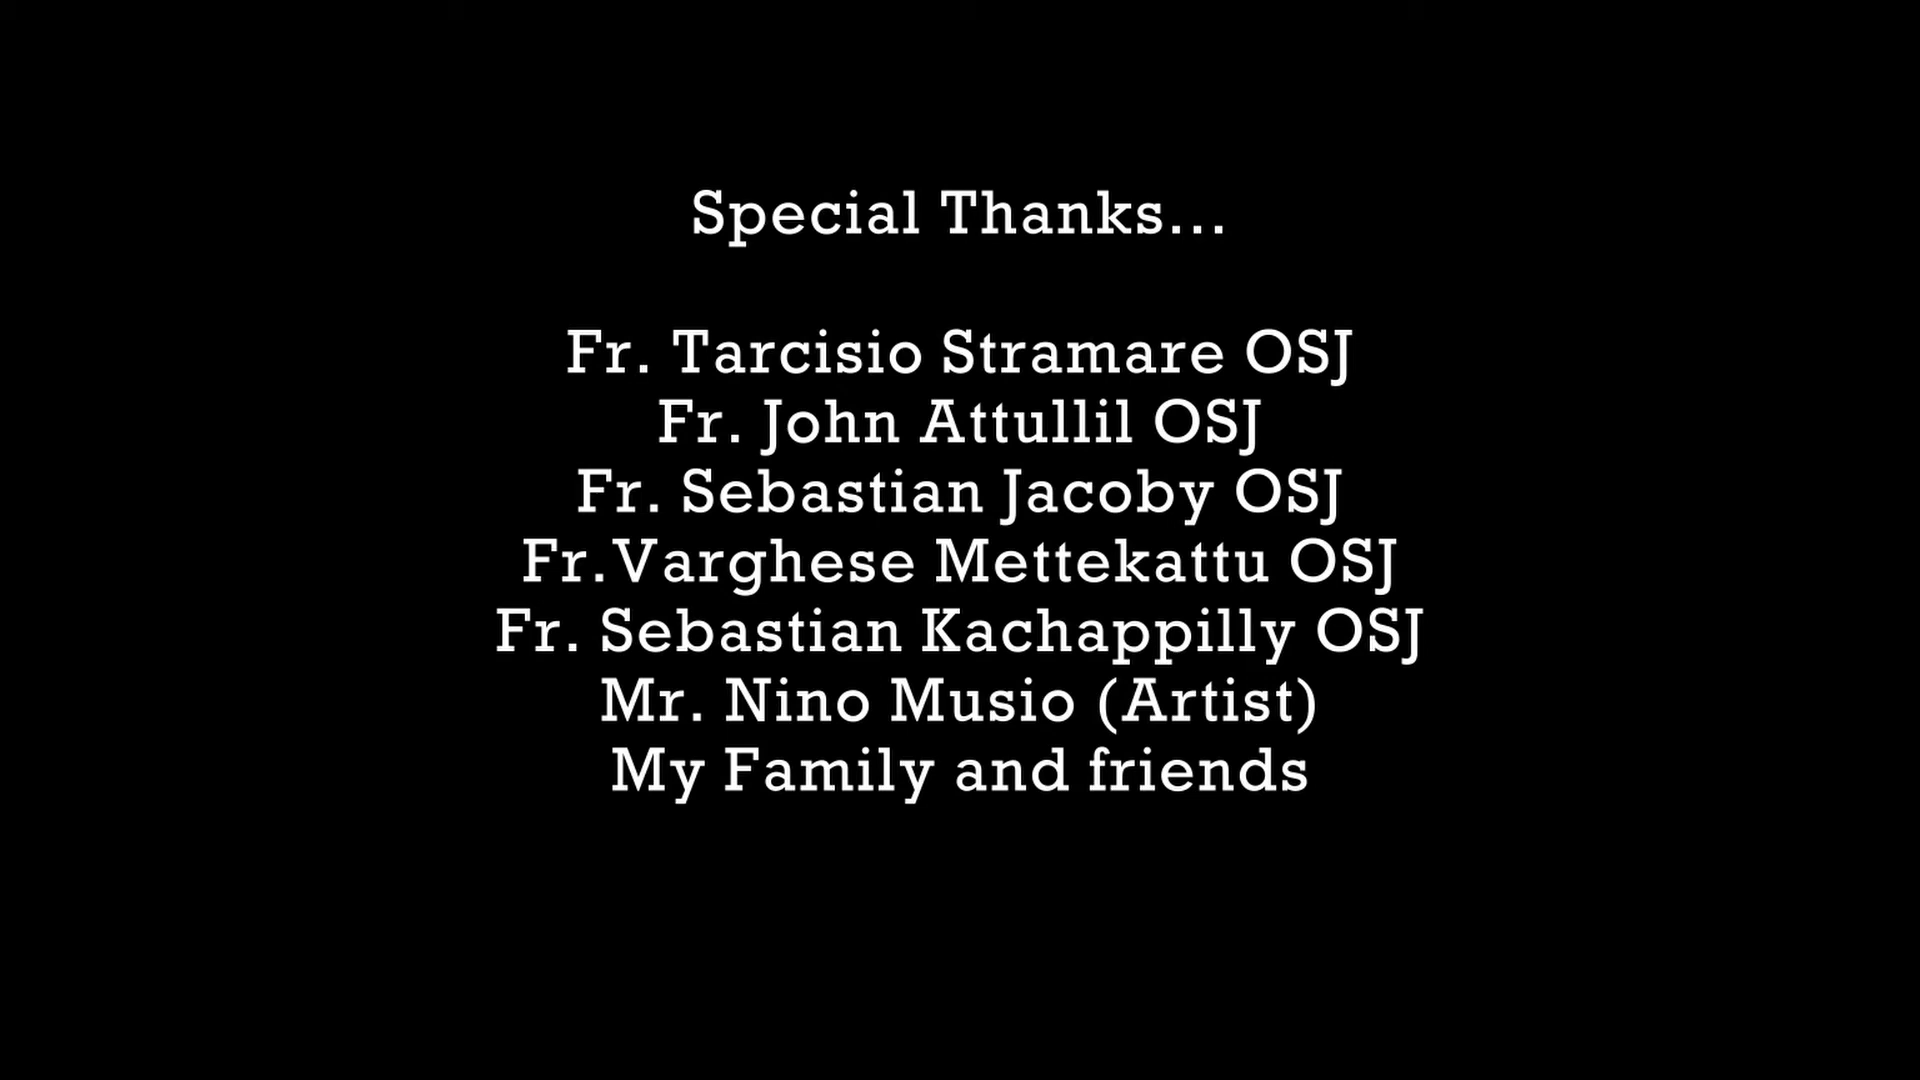 Special Thanks...
Fr. Tarcisio Stramare OSJ
Fr. John Attullil OSJ
Fr. Sebastian Jacoby OSJ
Fr.Varghese Mettekattu OSJ
Fr. Sebastian Kachappilly OSJ
Mr. Nino Musio (Artist)
My Family and friends